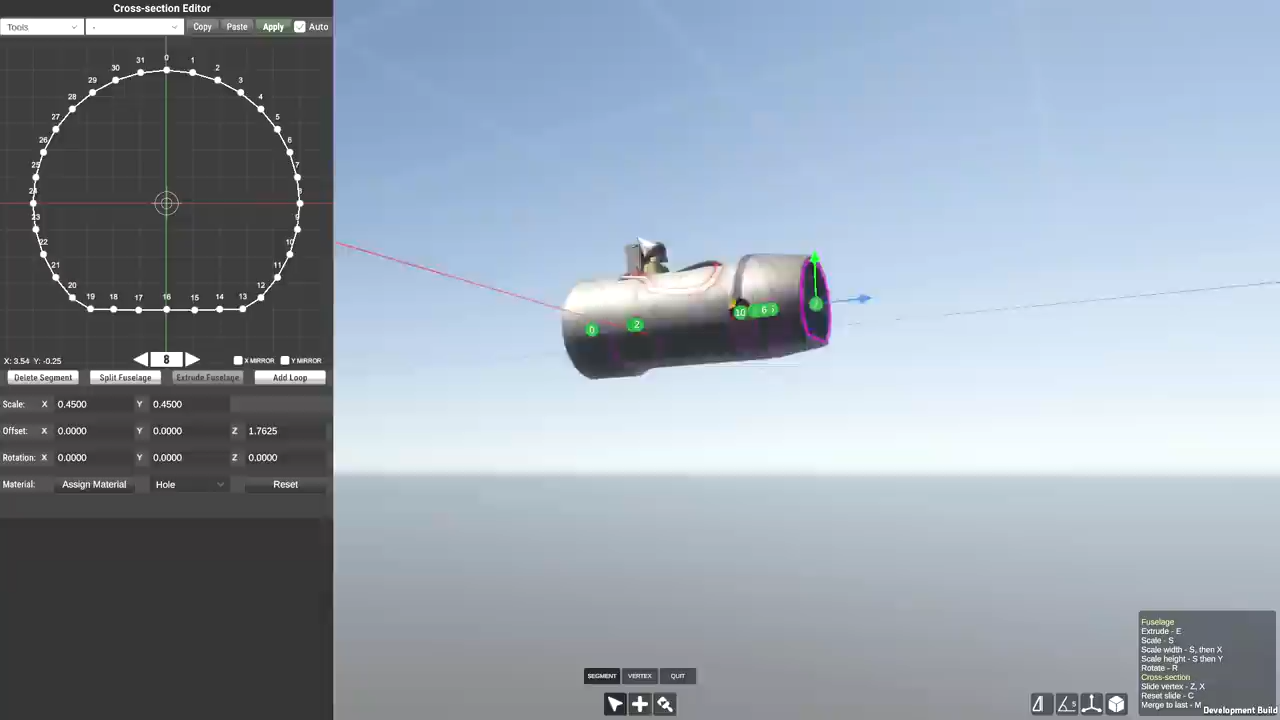 Cross-section Editor
Tools
-
Copy
Paste
Apply
Auto
0
31
1
30
2
29
3
28
4
27
5
26
6
25
7
24
8
23
9
22
10
21
11
20
12
19
18
17
16
15
14
13
X: 3.54 Y: -0.25
8
X MIRROR
Y MIRROR
Delete Segment
Split Fuselage
Extrude Fuselage
Add Loop
Scale: X 0.4500 Y 0.4500
Offset: X 0.0000 Y 0.0000 Z 1.7625
Rotation: X 0.0000 Y 0.0000 Z 0.0000
Material: Assign Material Hole Reset
0
2
10
6
SEGMENT
VERTEX
QUIT
Fuselage
Extrude - E
Scale - S
Scale width - S, then X
Scale height - S then Y
Rotate - R
Cross-section
Slide vertex - Z, X
Reset slide - C
Merge to last - M
Development Build